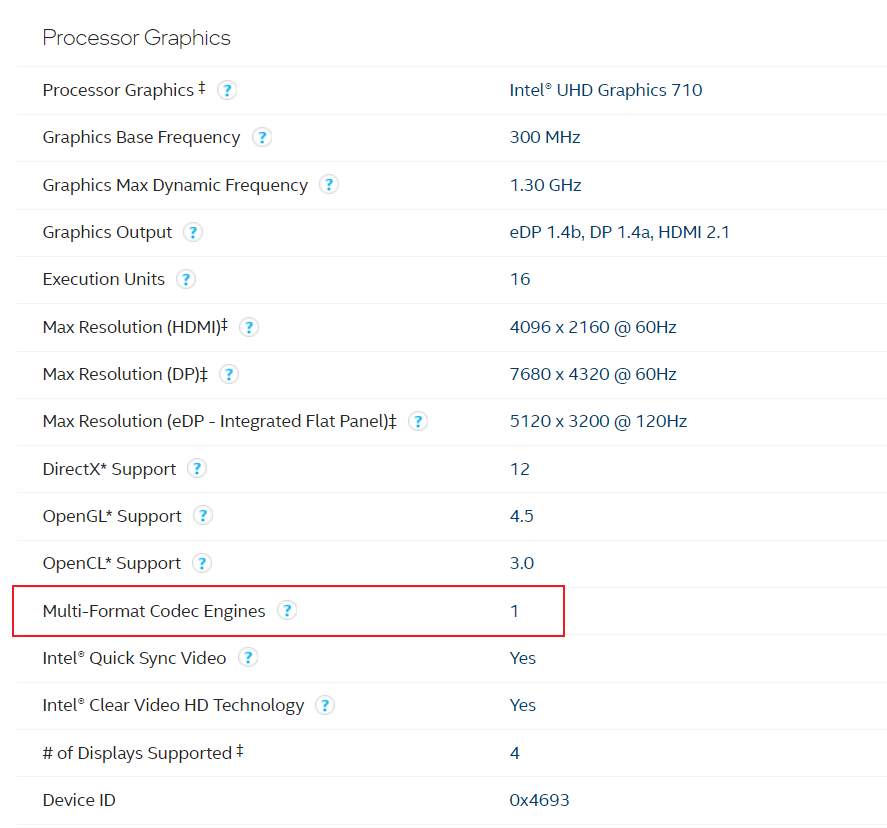 Processor Graphics
Processor Graphics ‡ ? Intel® UHD Graphics 710
Graphics Base Frequency ? 300 MHz
Graphics Max Dynamic Frequency ? 1.30 GHz
Graphics Output ? eDP 1.4b, DP 1.4a, HDMI 2.1
Execution Units ? 16
Max Resolution (HDMI)‡ ? 4096 x 2160 @ 60Hz
Max Resolution (DP)‡ ? 7680 x 4320 @ 60Hz
Max Resolution (eDP - Integrated Flat Panel)‡ ? 5120 x 3200 @ 120Hz
DirectX* Support ? 12
OpenGL* Support ? 4.5
OpenCL* Support ? 3.0
Multi-Format Codec Engines ? 1
Intel® Quick Sync Video ? Yes
Intel® Clear Video HD Technology ? Yes
# of Displays Supported ‡ 4
Device ID 0x4693